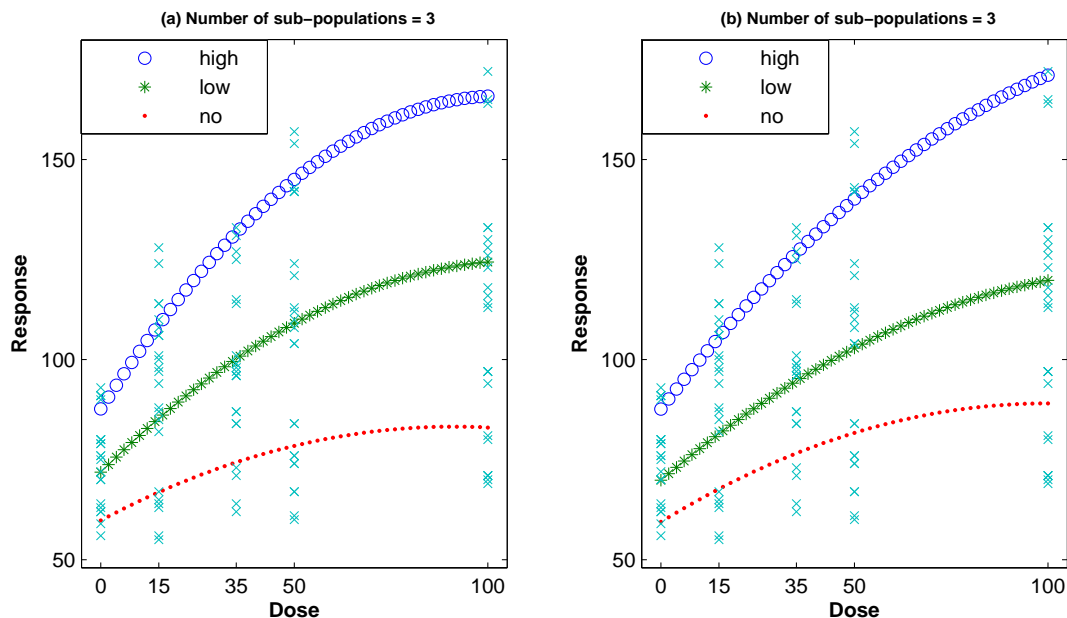 (a) Number of sub-populations = 3
high
low
no
150
100
50
0 15 35 50 100
Response
Dose
(b) Number of sub-populations = 3
high
low
no
150
100
50
0 15 35 50 100
Response
Dose